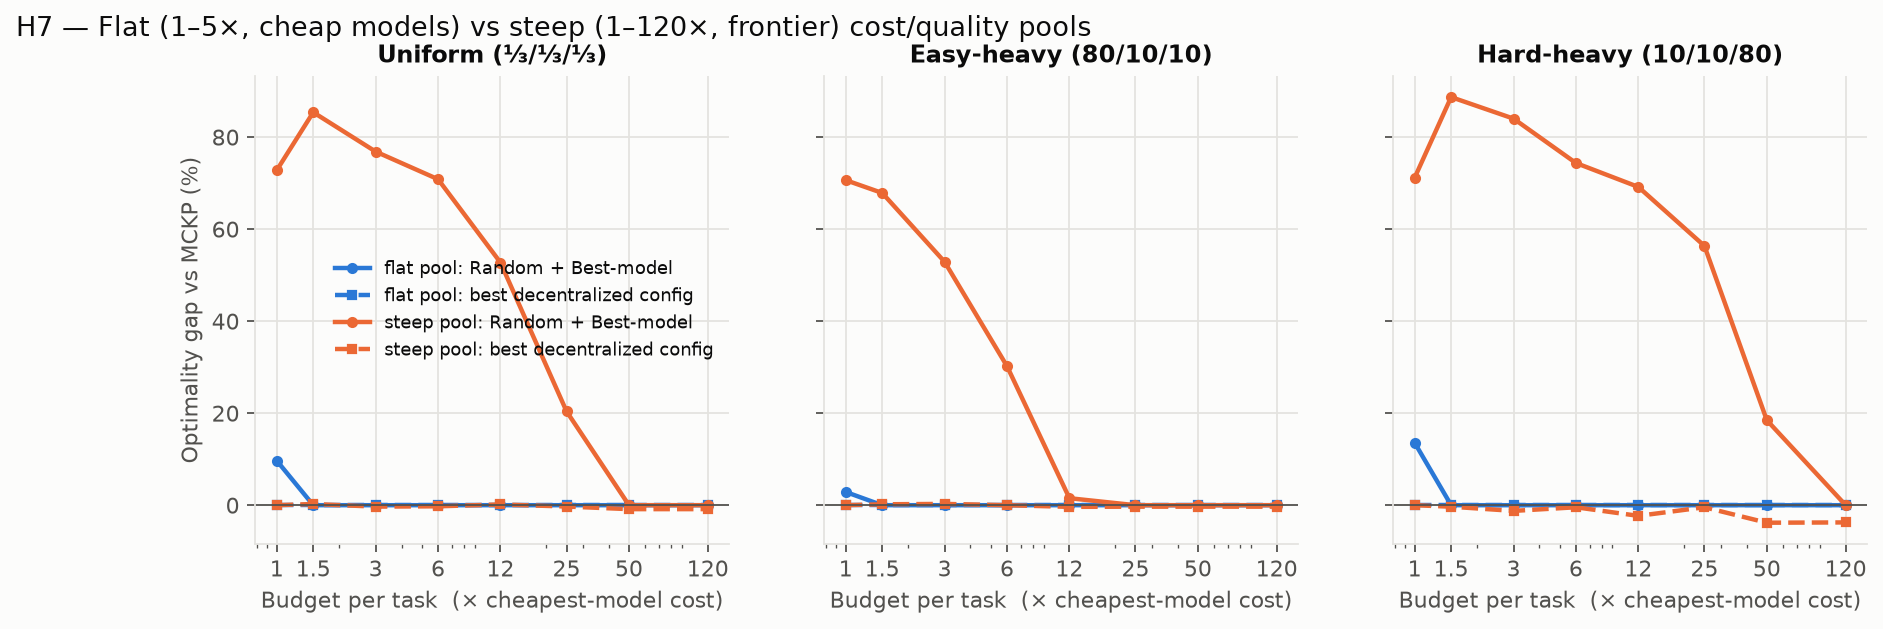 H7 — Flat (1–5×, cheap models) vs steep (1–120×, frontier) cost/quality pools
Uniform (⅓/⅓/⅓)
Easy-heavy (80/10/10)
Hard-heavy (10/10/80)
Optimality gap vs MCKP (%)
80
60
40
20
0
flat pool: Random + Best-model
flat pool: best decentralized config
steep pool: Random + Best-model
steep pool: best decentralized config
1 1.5 3 6 12 25 50 120
1 1.5 3 6 12 25 50 120
1 1.5 3 6 12 25 50 120
Budget per task (× cheapest-model cost)
Budget per task (× cheapest-model cost)
Budget per task (× cheapest-model cost)